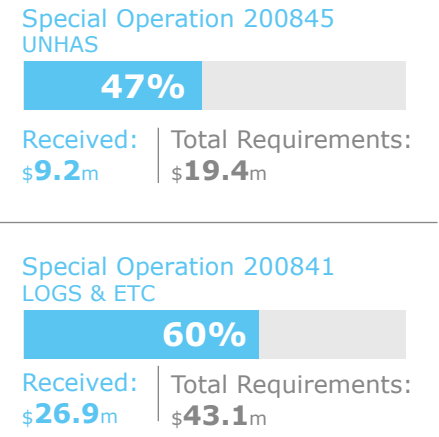 Special Operation 200845
UNHAS
47%
Received: Total Requirements:
$9.2m $19.4m
Special Operation 200841
LOGS & ETC
60%
Received: Total Requirements:
$26.9m $43.1m